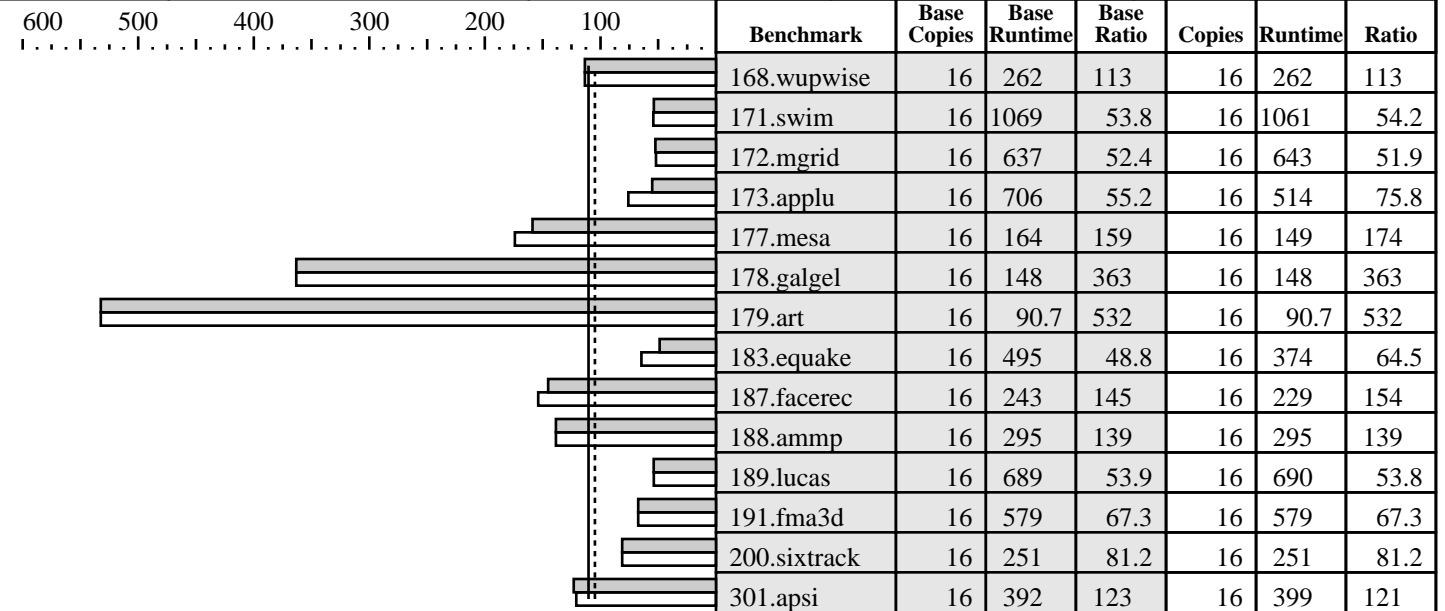 600 500 400 300 200 100
Benchmark Base Copies Base Runtime Base Ratio Copies Runtime Ratio
168.wupwise 16 262 113 16 262 113
171.swim 16 1069 53.8 16 1061 54.2
172.mgrid 16 637 52.4 16 643 51.9
173.applu 16 706 55.2 16 514 75.8
177.mesa 16 164 159 16 149 174
178.galgel 16 148 363 16 148 363
179.art 16 90.7 532 16 90.7 532
183.equake 16 495 48.8 16 374 64.5
187.facerec 16 243 145 16 229 154
188.ammp 16 295 139 16 295 139
189.lucas 16 689 53.9 16 690 53.8
191.fma3d 16 579 67.3 16 579 67.3
200.sixtrack 16 251 81.2 16 251 81.2
301.apsi 16 392 123 16 399 121